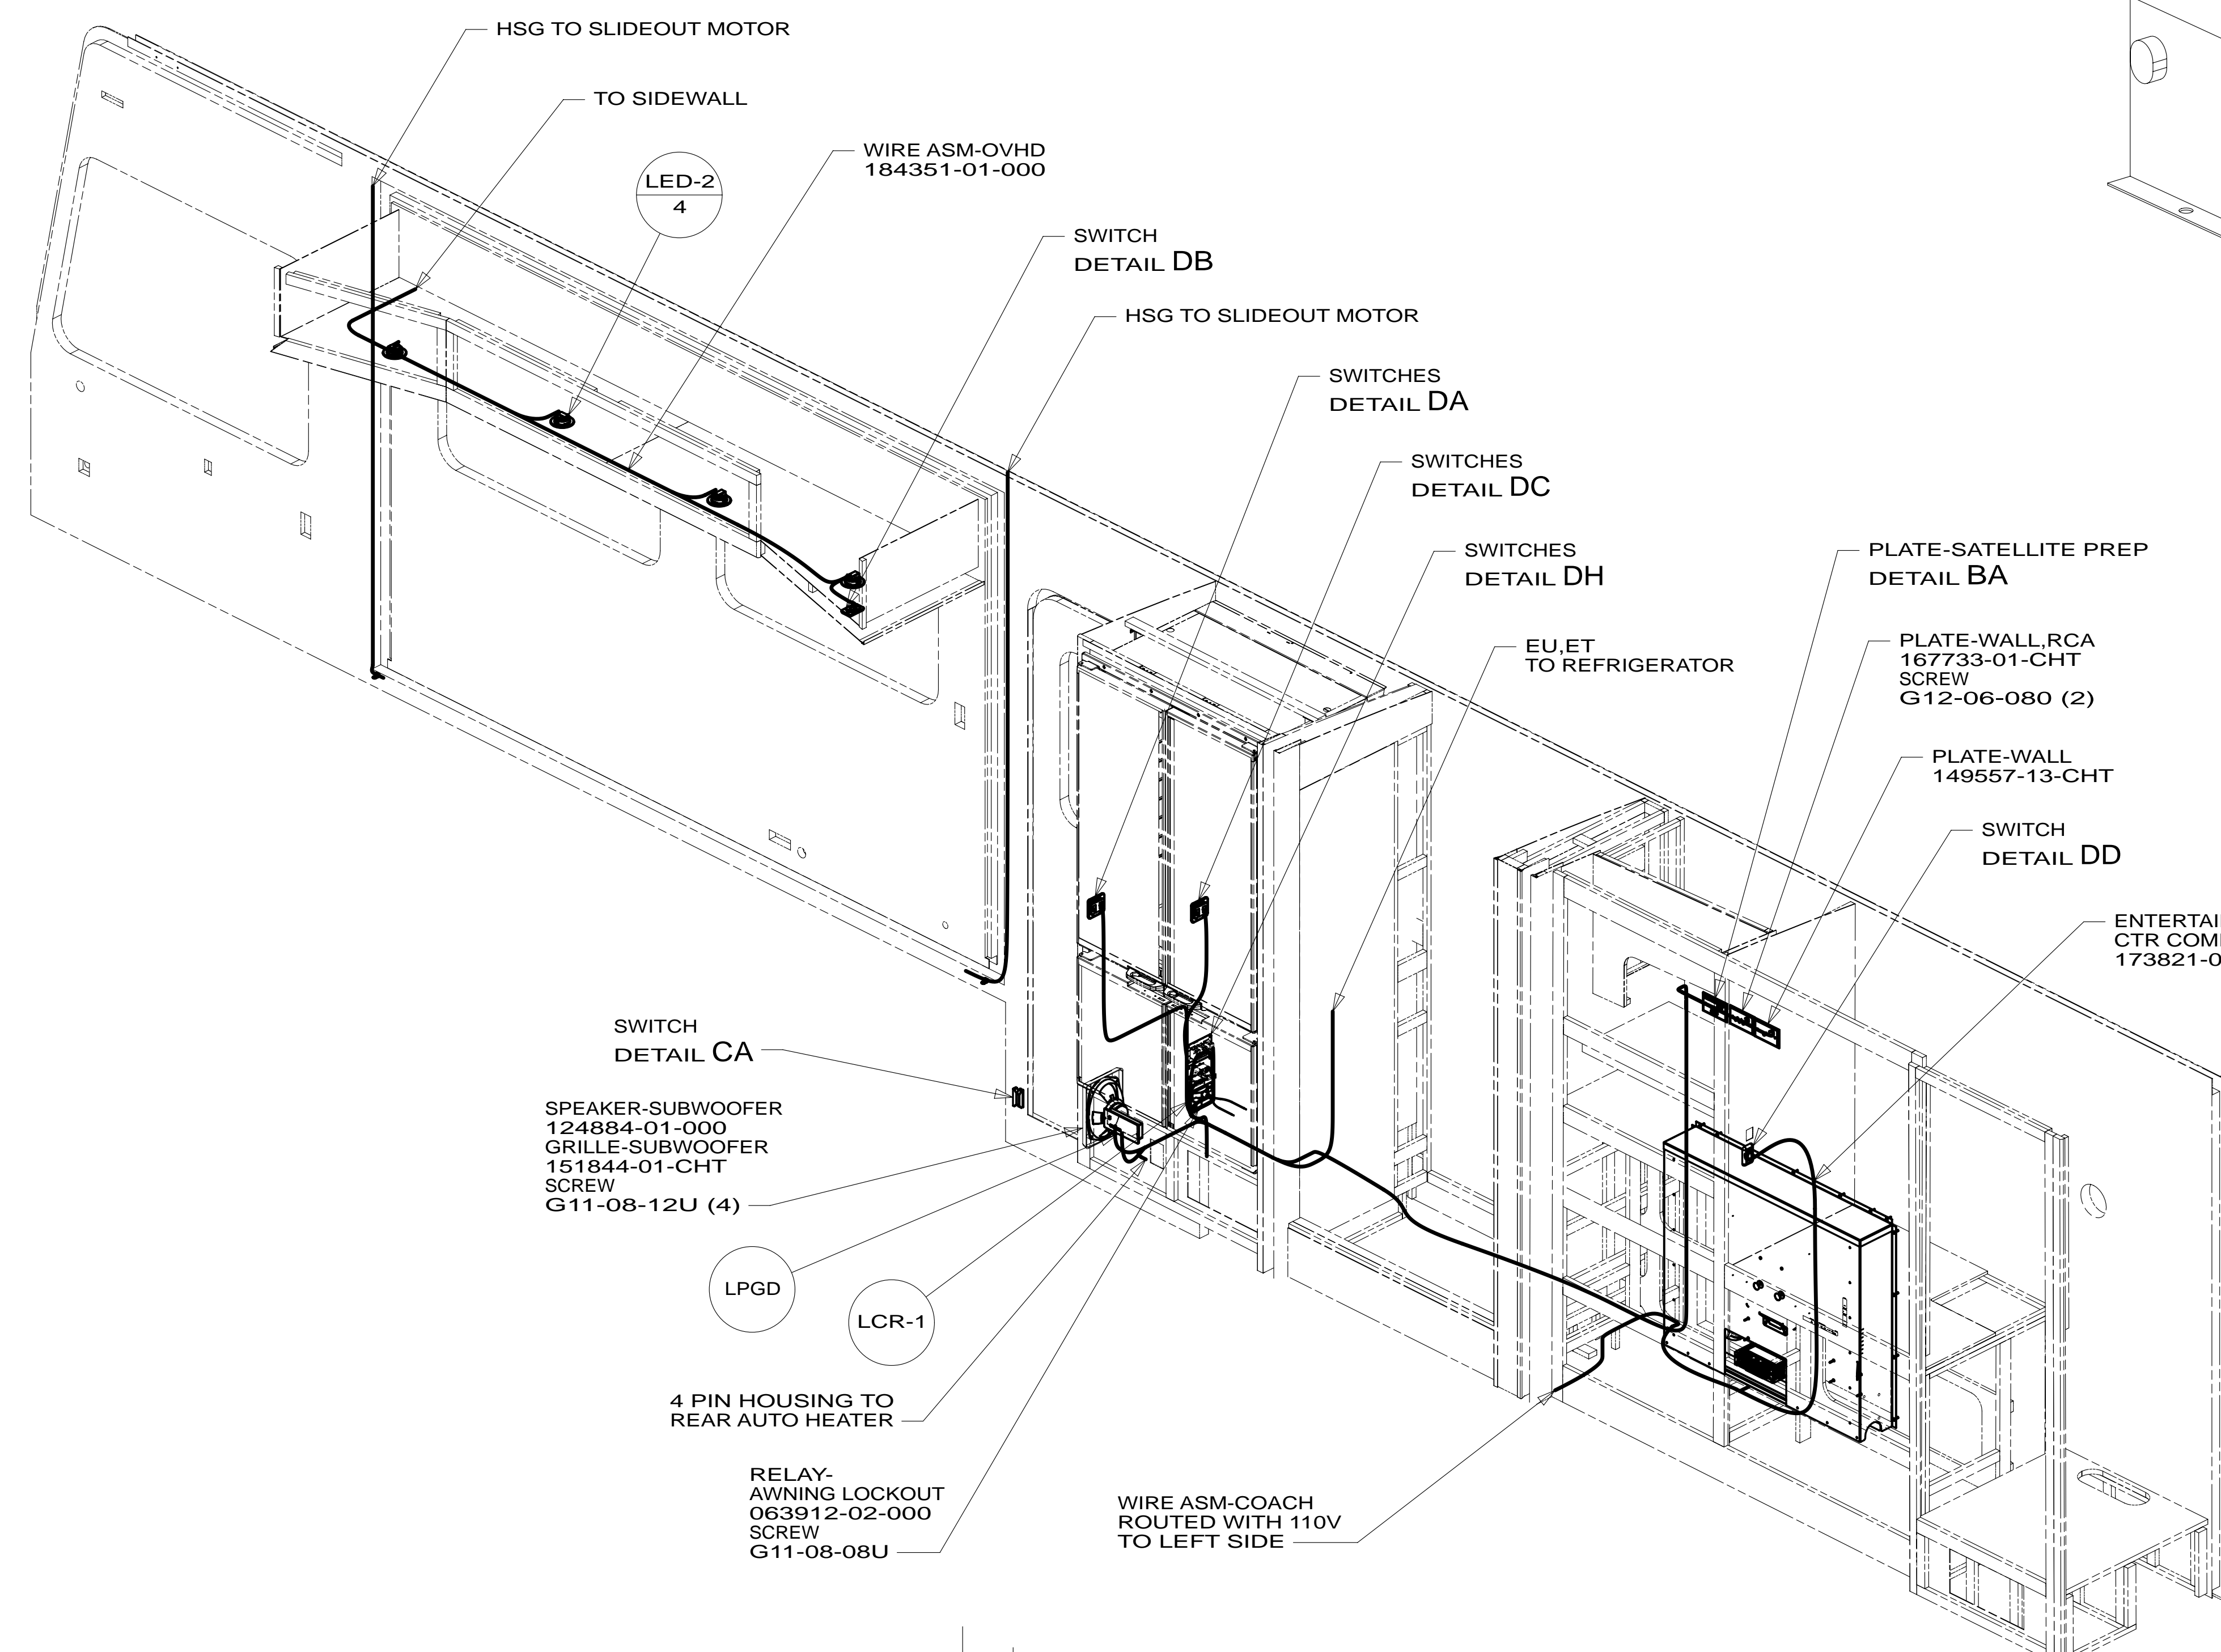 HSG TO SLIDEOUT MOTOR
TO SIDEWALL
WIRE ASM-OVHD
184351-01-000
LED-2
4
SWITCH
DETAIL DB
HSG TO SLIDEOUT MOTOR
SWITCHES
DETAIL DA
SWITCHES
DETAIL DC
SWITCHES
DETAIL DH
EU,ET
TO REFRIGERATOR
PLATE-SATELLITE PREP
DETAIL BA
PLATE-WALL,RCA
167733-01-CHT
SCREW
G12-06-080 (2)
PLATE-WALL
149557-13-CHT
SWITCH
DETAIL DD
ENTERTAI
CTR COM
173821-0
SWITCH
DETAIL CA
SPEAKER-SUBWOOFER
124884-01-000
GRILLE-SUBWOOFER
151844-01-CHT
SCREW
G11-08-12U (4)
LPGD
LCR-1
4 PIN HOUSING TO
REAR AUTO HEATER
RELAY-
AWNING LOCKOUT
063912-02-000
SCREW
G11-08-08U
WIRE ASM-COACH
ROUTED WITH 110V
TO LEFT SIDE